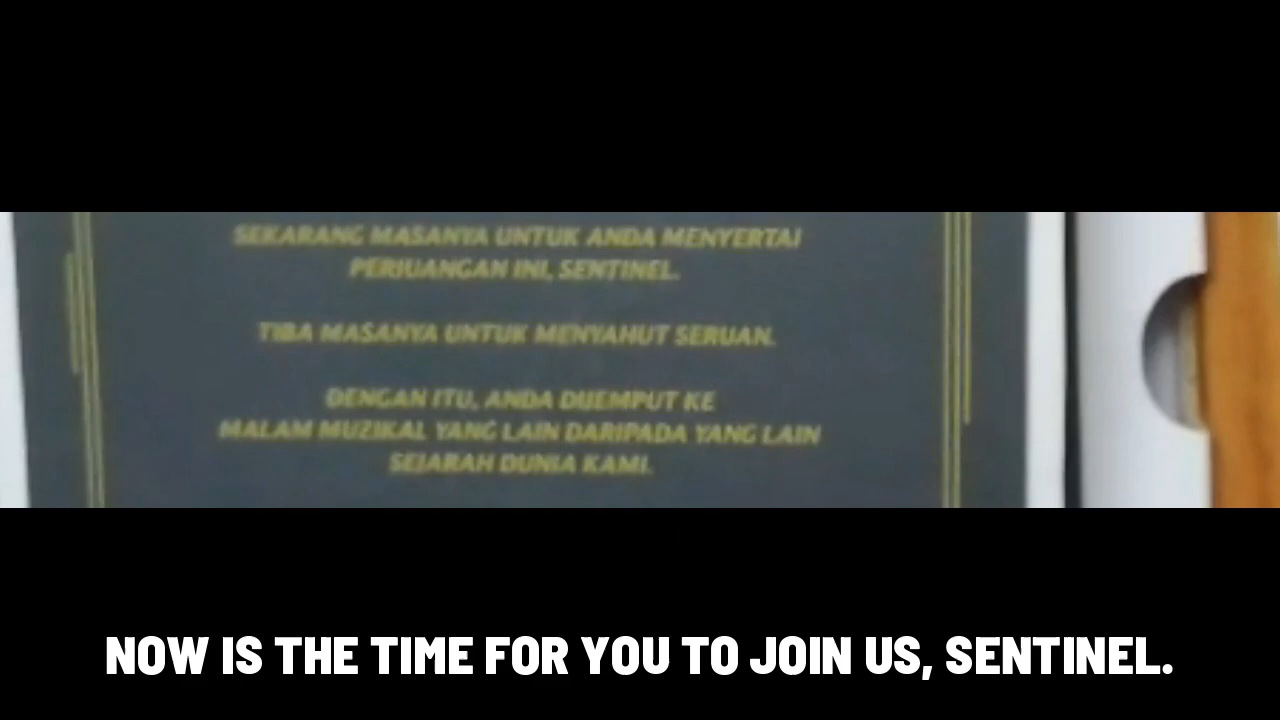 SEKARANG MASANYA UNTUK ANDA MENYERTAI
PERJUANGAN INI, SENTINEL.
TIBA MASANYA UNTUK MENYAHUT SERUAN.
DENGAN ITU, ANDA DIJEMPUT KE
MALAM MUZIKAL YANG LAIN DARIPADA YANG LAIN
SEJARAH DUNIA KAMI.
NOW IS THE TIME FOR YOU TO JOIN US, SENTINEL.